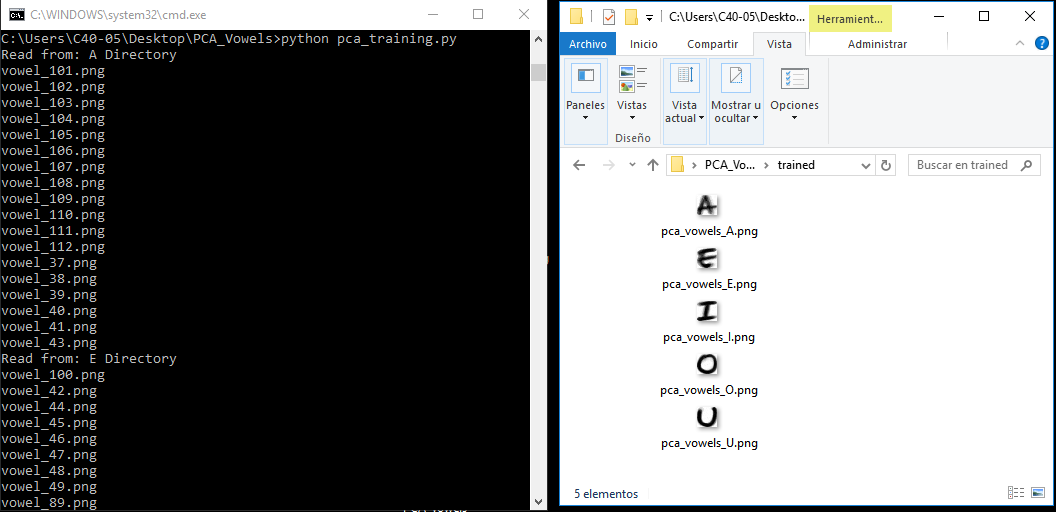 C:\WINDOWS\system32\cmd.exe
C:\Users\C40-05\Desktop\PCA_Vowels>python pca_training.py
Read from: A Directory
vowel_101.png
vowel_102.png
vowel_103.png
vowel_104.png
vowel_105.png
vowel_106.png
vowel_107.png
vowel_108.png
vowel_109.png
vowel_110.png
vowel_111.png
vowel_112.png
vowel_37.png
vowel_38.png
vowel_39.png
vowel_40.png
vowel_41.png
vowel_43.png
Read from: E Directory
vowel_100.png
vowel_42.png
vowel_44.png
vowel_45.png
vowel_46.png
vowel_47.png
vowel_48.png
vowel_49.png
vowel_89.png
C:\Users\C40-05\Deskto...
Herramient...
Archivo Inicio Compartir Vista Administrar
Paneles
Vistas
Vista actual
Mostrar u ocultar
Opciones
Diseño
PCA_Vo... > trained
Buscar en trained
A
pca_vowels_A.png
E
pca_vowels_E.png
I
pca_vowels_I.png
O
pca_vowels_O.png
U
pca_vowels_U.png
5 elementos